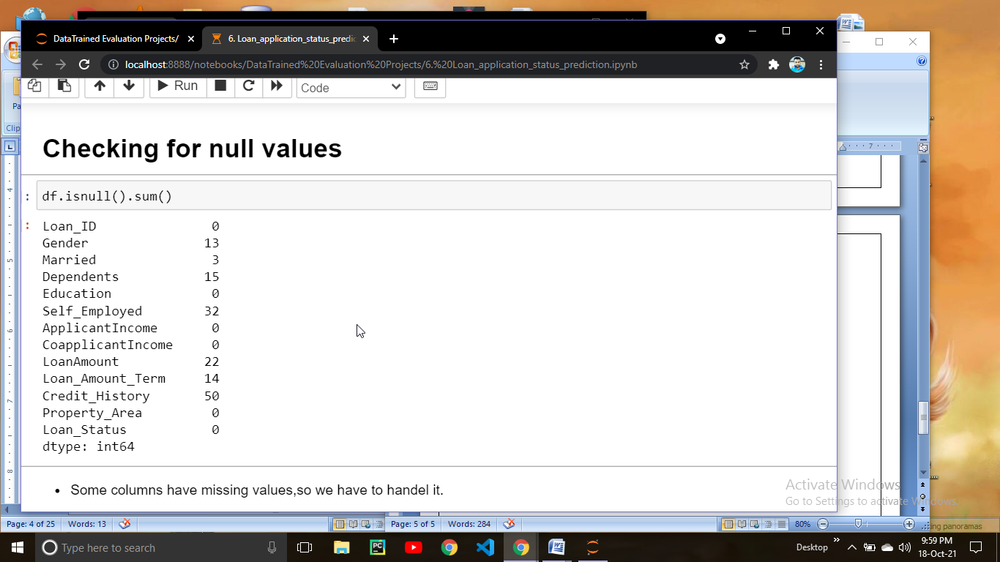 DataTrained Evaluation Projects/
6. Loan_application_status_predic
localhost:8888/notebooks/DataTrained%20Evaluation%20Projects/6.%20Loan_application_status_prediction.ipynb
Run
Code
Pa
Clip
Checking for null values
: df.isnull().sum()
: Loan_ID 0
Gender 13
Married 3
Dependents 15
Education 0
Self_Employed 32
ApplicantIncome 0
CoapplicantIncome 0
LoanAmount 22
Loan_Amount_Term 14
Credit_History 50
Property_Area 0
Loan_Status 0
dtype: int64
• Some columns have missing values,so we have to handel it.
Activate Windows
Go to Settings to activate Windows.
Page: 4 of 25 Words: 13
Page: 5 of 5 Words: 284 80%
ing panoramas
Type here to search
Desktop
9:59 PM
18-Oct-21